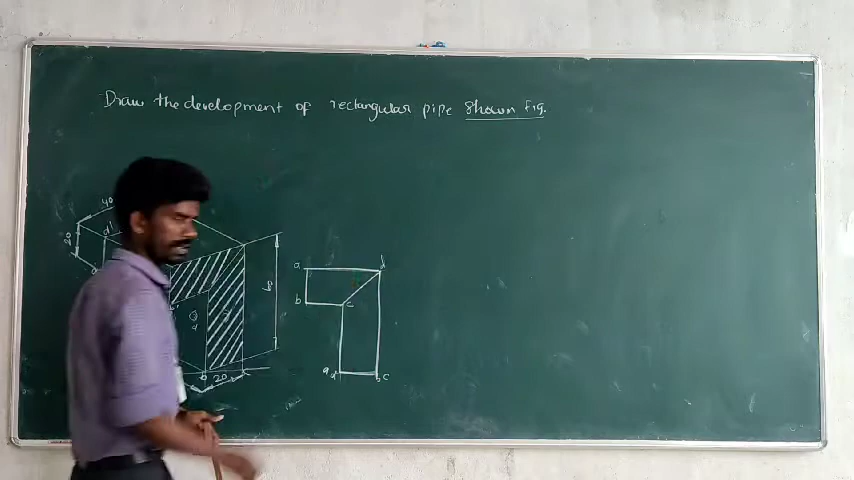 Draw the development of rectangular pipe Shown Fig.
40
20
d'
a
d
a
b
c
b
20